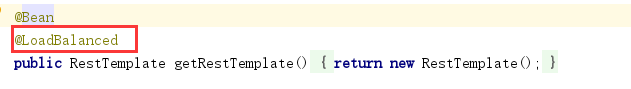 @Bean
@LoadBalanced
public RestTemplate getRestTemplate() { return new RestTemplate(); }